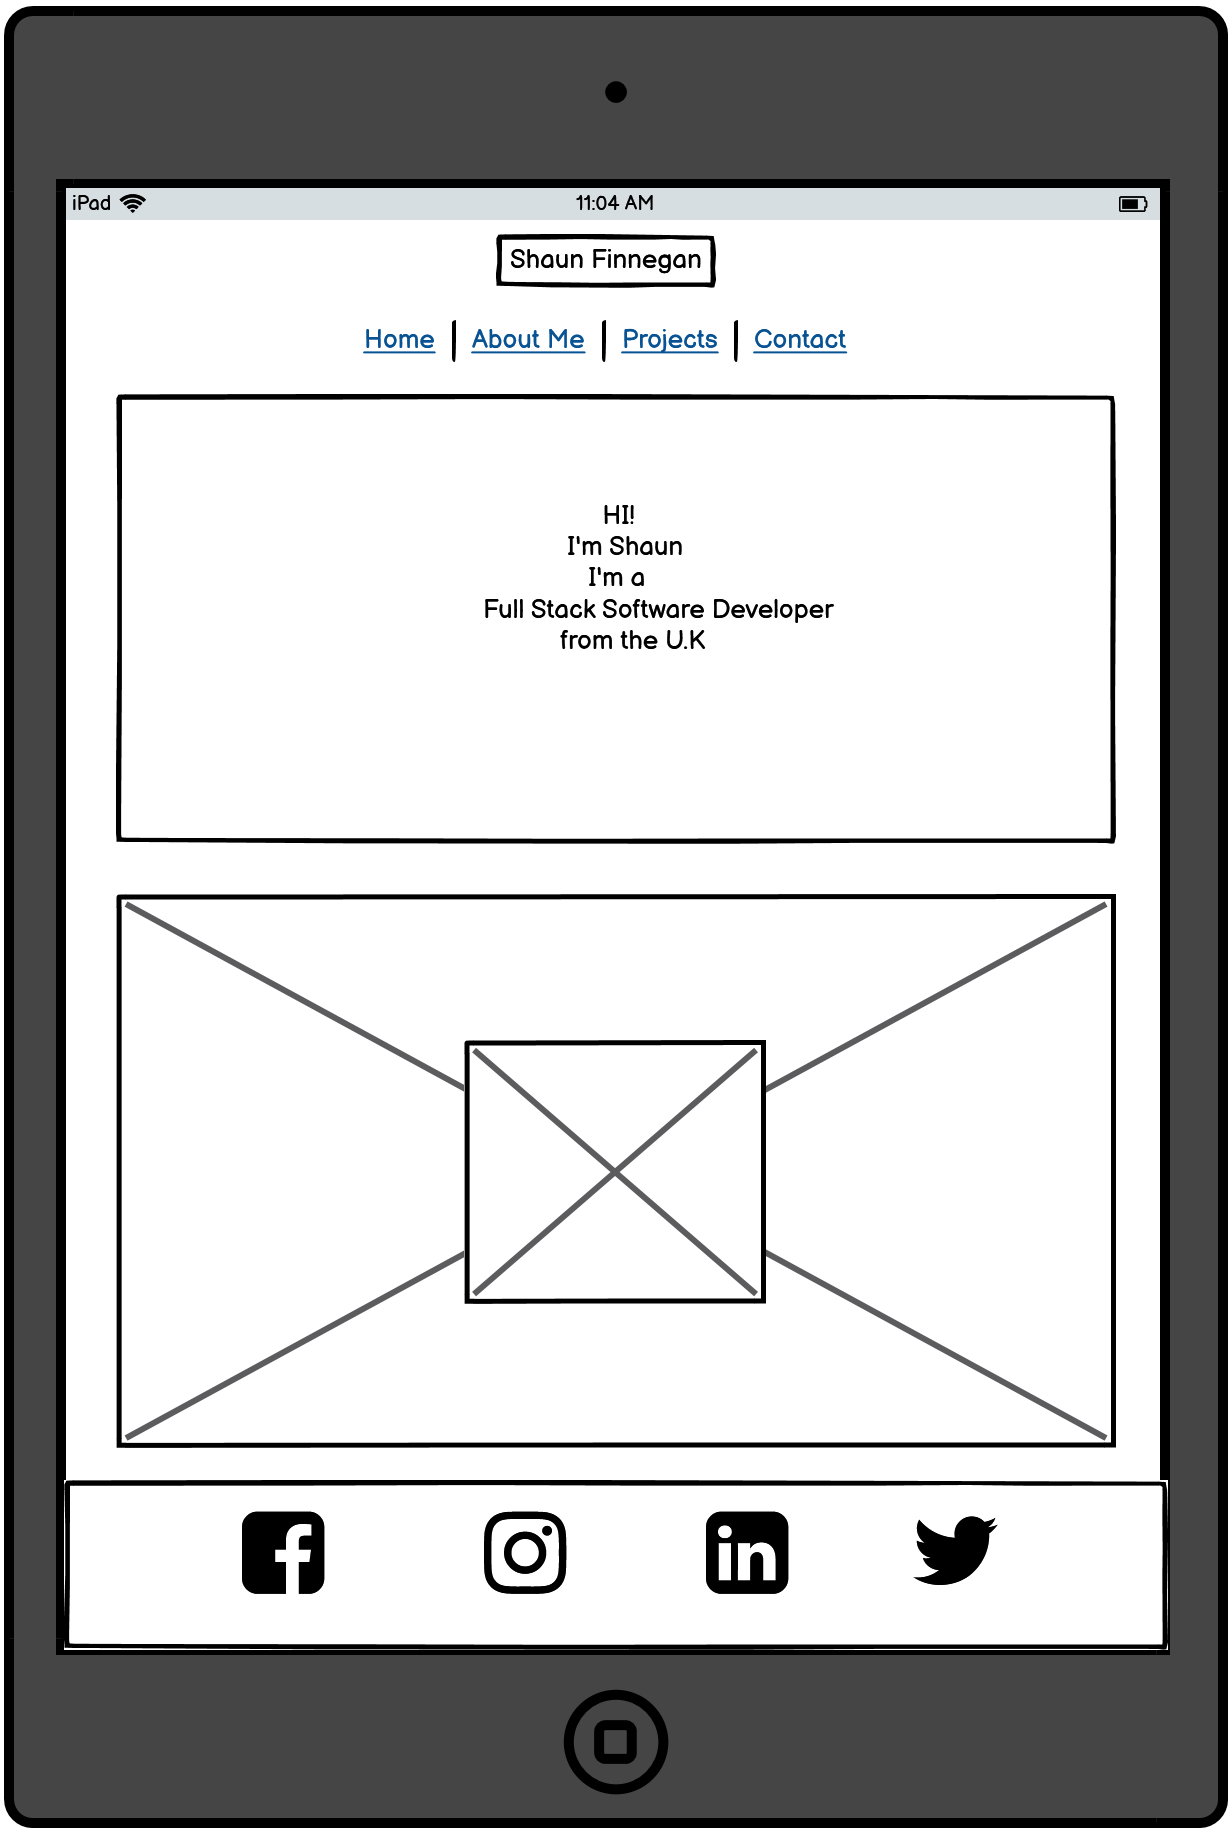 iPad 11:04 AM
Shaun Finnegan
Home About Me Projects Contact
HI!
I'm Shaun
I'm a
Full Stack Software Developer
from the U.K
f in